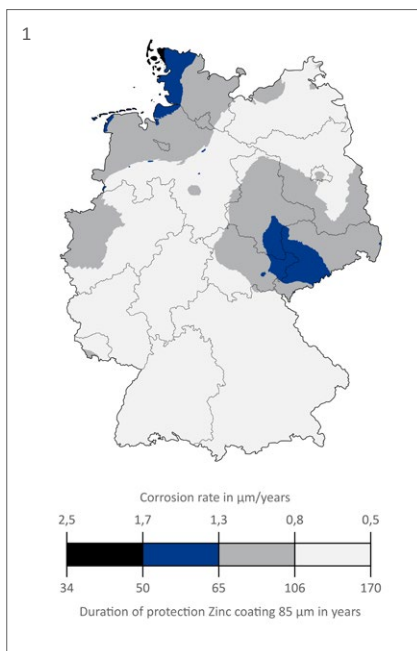 1
Corrosion rate in µm/years
2,5 1,7 1,3 0,8 0,5
34 50 65 106 170
Duration of protection Zinc coating 85 µm in years